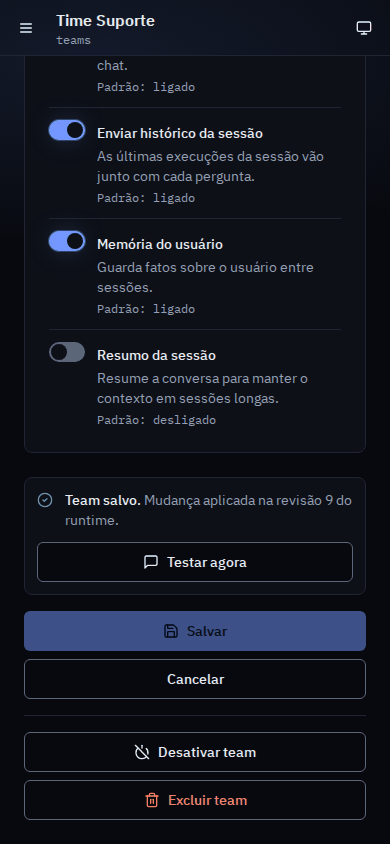 Time Suporte
teams
chat.
Padrão: ligado
Enviar histórico da sessão
As últimas execuções da sessão vão
junto com cada pergunta.
Padrão: ligado
Memória do usuário
Guarda fatos sobre o usuário entre
sessões.
Padrão: ligado
Resumo da sessão
Resume a conversa para manter o
contexto em sessões longas.
Padrão: desligado
Team salvo. Mudança aplicada na revisão 9 do
runtime.
Testar agora
Salvar
Cancelar
Desativar team
Excluir team